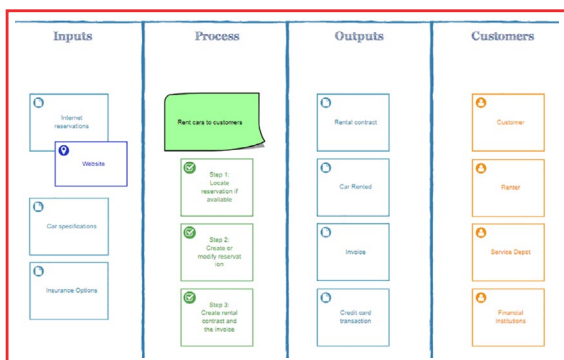 Inputs
Process
Outputs
Customers
Internet
reservations
Website
Car specifications
Insurance Options
Rent cars to customers
Step 1:
Locate
reservation if
available
Step 2:
Create or
modify reservat
ion
Step 3:
Create rental
contract and
the invoice
Rental contract
Car Rented
Invoice
Credit card
transaction
Customer
Renter
Service Depot
Financial
institutions